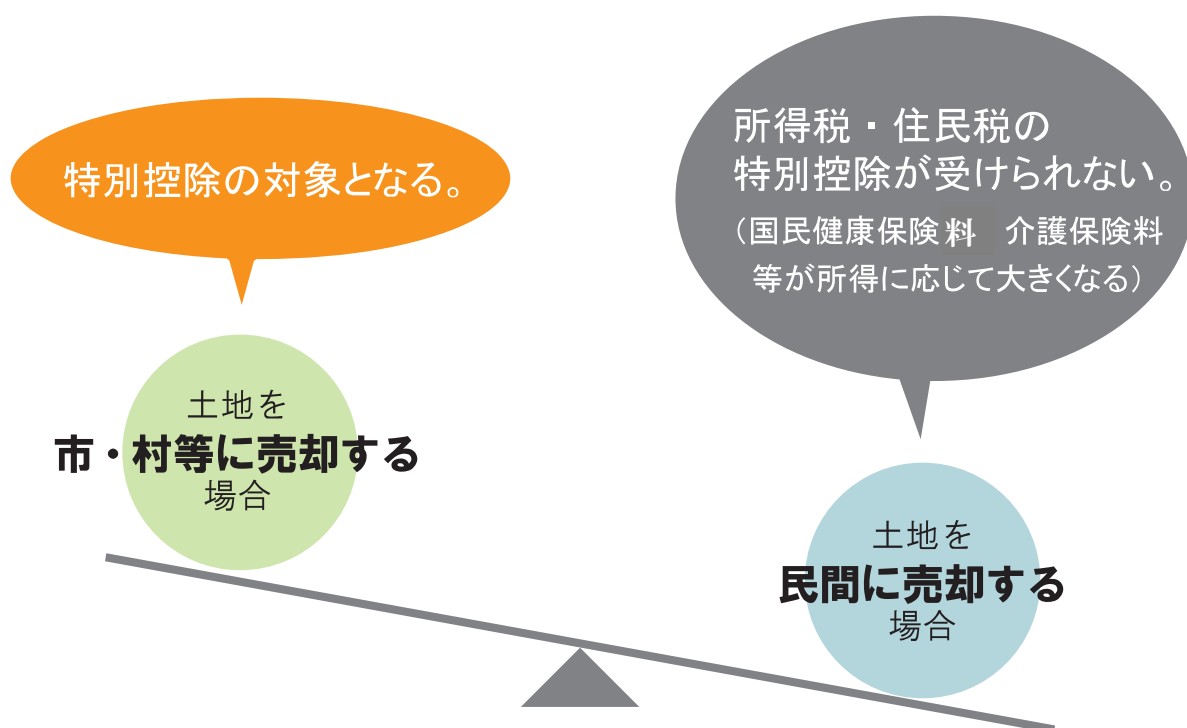 特別控除の対象となる。
所得税・住民税の
特別控除が受けられない。
（国民健康保険料　介護保険料
等が所得に応じて大きくなる）
土地を
市・村等に売却する
場合
土地を
民間に売却する
場合